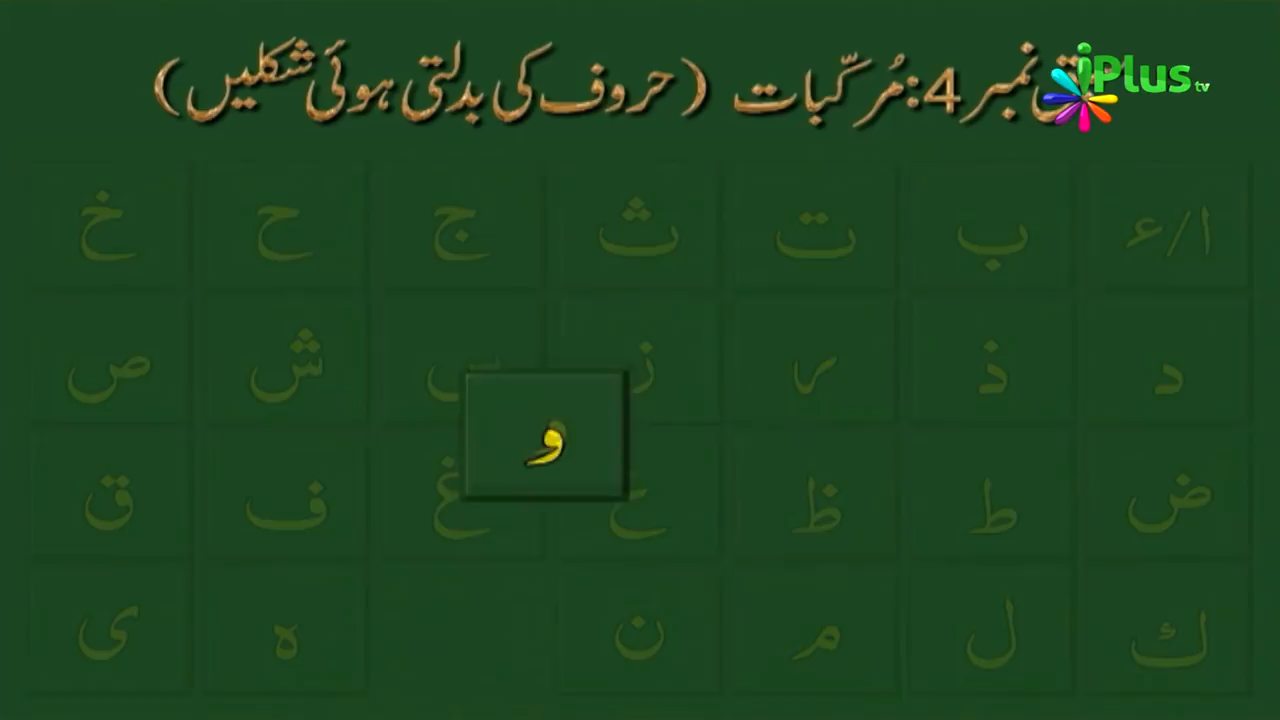 نمبر 4: مُرکّبات (حروف کی بدلتی ہوئی شکلیں)
iPlus tv
ا/ء ب ت ث ج ح خ
د ذ ر ز س ش ص
و
ض ط ظ ع غ ف ق
ك ل م ن ہ ی